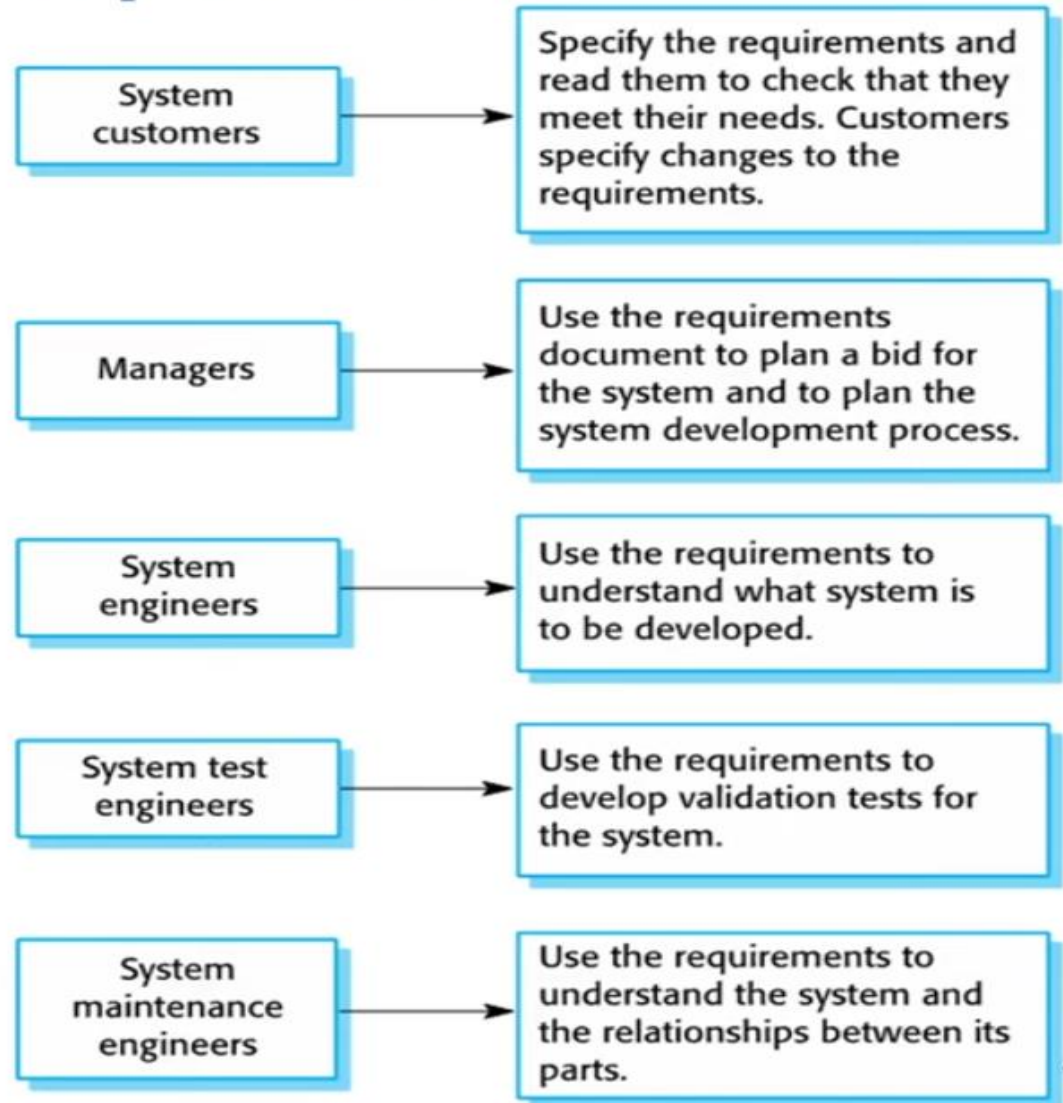 System
customers
Specify the requirements and
read them to check that they
meet their needs. Customers
specify changes to the
requirements.
Managers
Use the requirements
document to plan a bid for
the system and to plan the
system development process.
System
engineers
Use the requirements to
understand what system is
to be developed.
System test
engineers
Use the requirements to
develop validation tests for
the system.
System
maintenance
engineers
Use the requirements to
understand the system and
the relationships between its
parts.